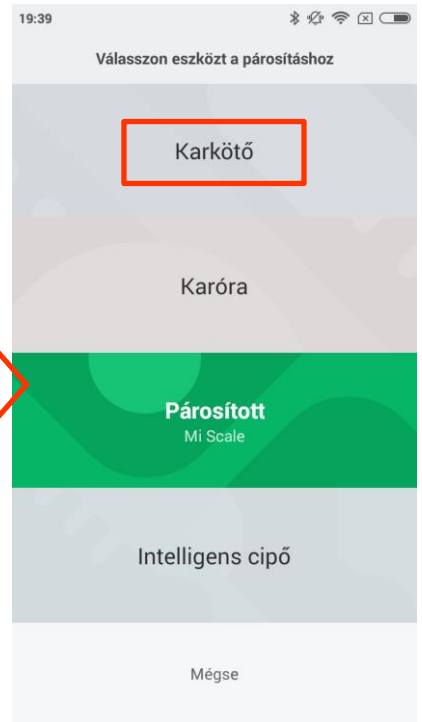 19:39
Válasszon eszközt a párosításhoz
Karkötő
Karóra
Párosított
Mi Scale
Intelligens cipő
Mégse